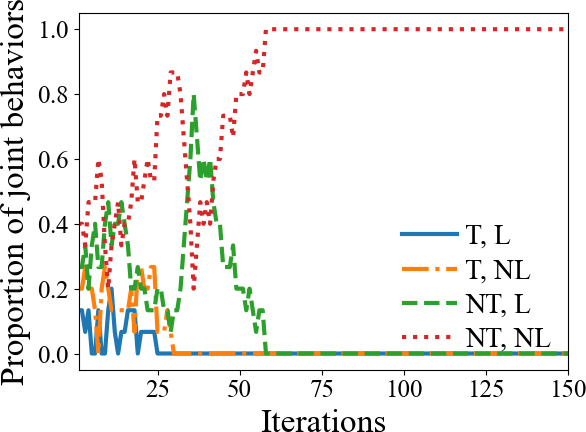 Proportion of joint behaviors
1.0
0.8
0.6
0.4
0.2
0.0
T, L
T, NL
NT, L
NT, NL
25 50 75 100 125 150
Iterations